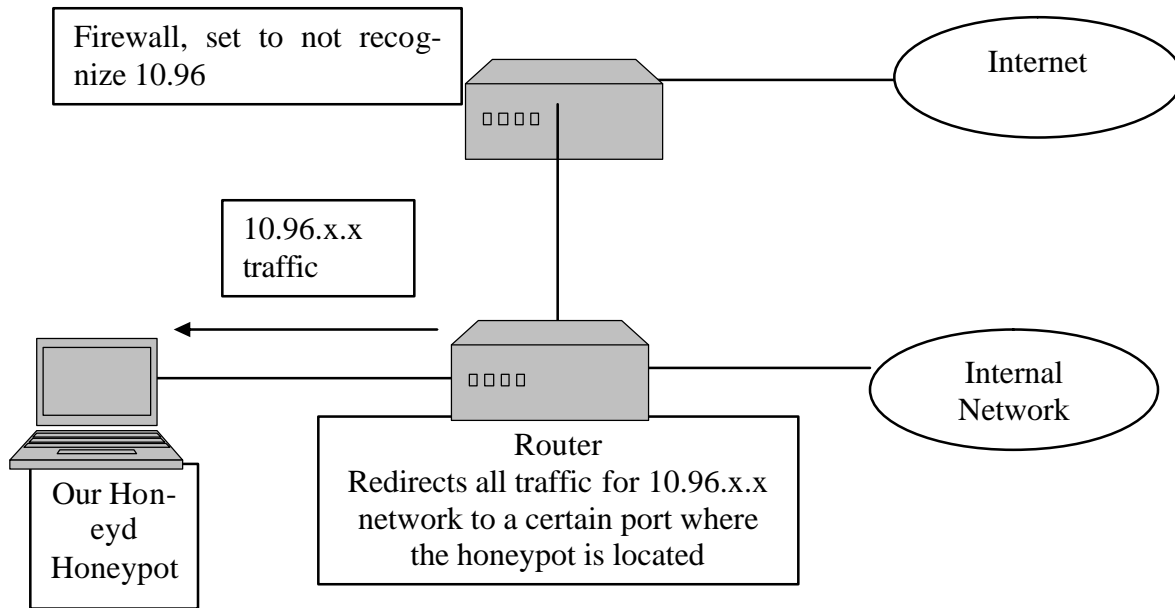 Firewall, set to not recog-
nize 10.96
Internet
10.96.x.x
traffic
Internal
Network
Router
Redirects all traffic for 10.96.x.x
network to a certain port where
the honeypot is located
Our Hon-
eyd
Honeypot